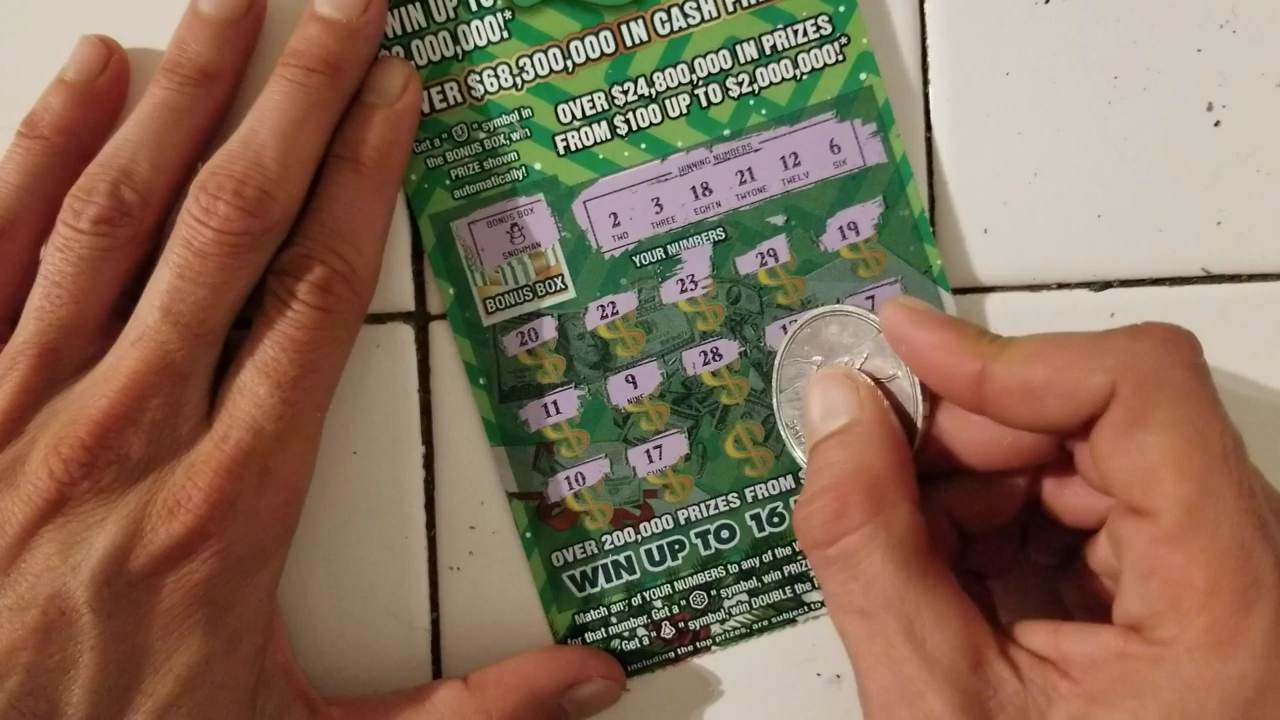 WIN UP TO
000,000!*
VER $68,300,000 IN CASH
OVER $24,800,000 IN PRIZES
FROM $100 UP TO $2,000,000!*
Get a " " symbol in
the BONUS BOX, win
PRIZE shown
automatically!
WINNING NUMBERS
2 3 18 21 12 6
TWO THREE EGHTN TWYONE TWELV SIX
BONUS BOX
SNOWMAN
BONUS BOX
YOUR NUMBERS
20 22 23 29 19
11 9 28 7
NINE
10 17
OVER 200,000 PRIZES FROM
WIN UP TO 16
Match any of YOUR NUMBERS to any of the
for that number. Get a " " symbol, win
Get a " " symbol, win DOUBLE the
Including the top prizes, are subject to